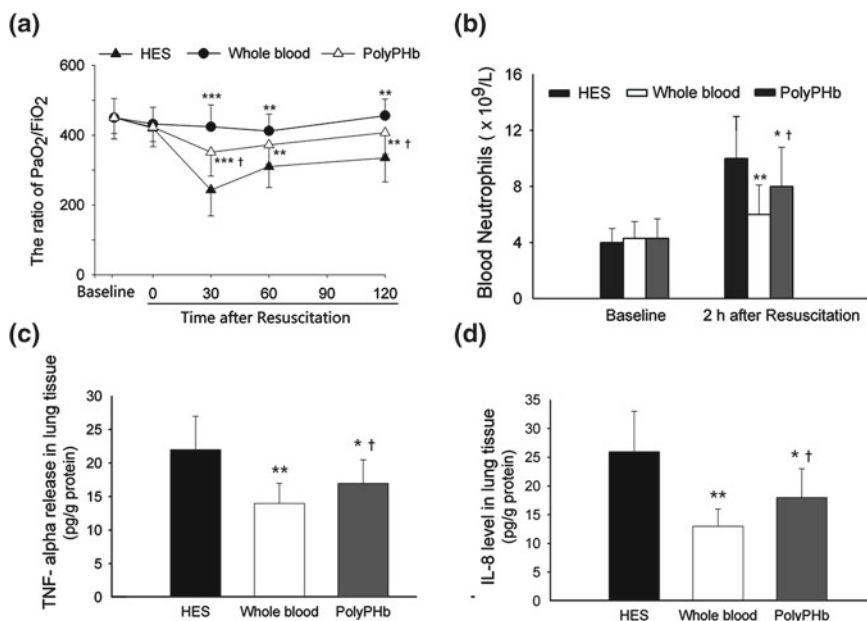 (a)
HES Whole blood PolyPHb
The ratio of PaO2/FiO2
600
400
200
0
*** ** **
*** † ** ** †
Baseline 0 30 60 90 120
Time after Resuscitation
(b)
HES Whole blood PolyPHb
Blood Neutrophils ( x 10^9/L)
16
12
8
4
0
** * †
Baseline 2 h after Resuscitation
(c)
TNF- alpha release in lung tissue
(pg/g protein)
30
25
20
15
10
5
0
** * †
HES Whole blood PolyPHb
(d)
IL-8 level in lung tissue
(pg/g protein)
35
30
25
20
15
10
5
0
** * †
HES Whole blood PolyPHb